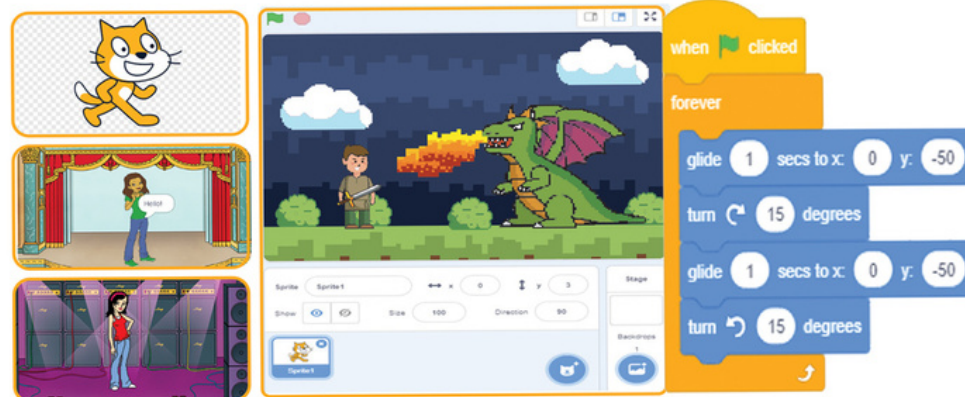 Hello!
Sprite Sprite1 x 0 y 3
Show Size 100 Direction 90
Sprite1
Stage
Backdrops
1
when clicked
forever
glide 1 secs to x: 0 y: -50
turn 15 degrees
glide 1 secs to x: 0 y: -50
turn 15 degrees